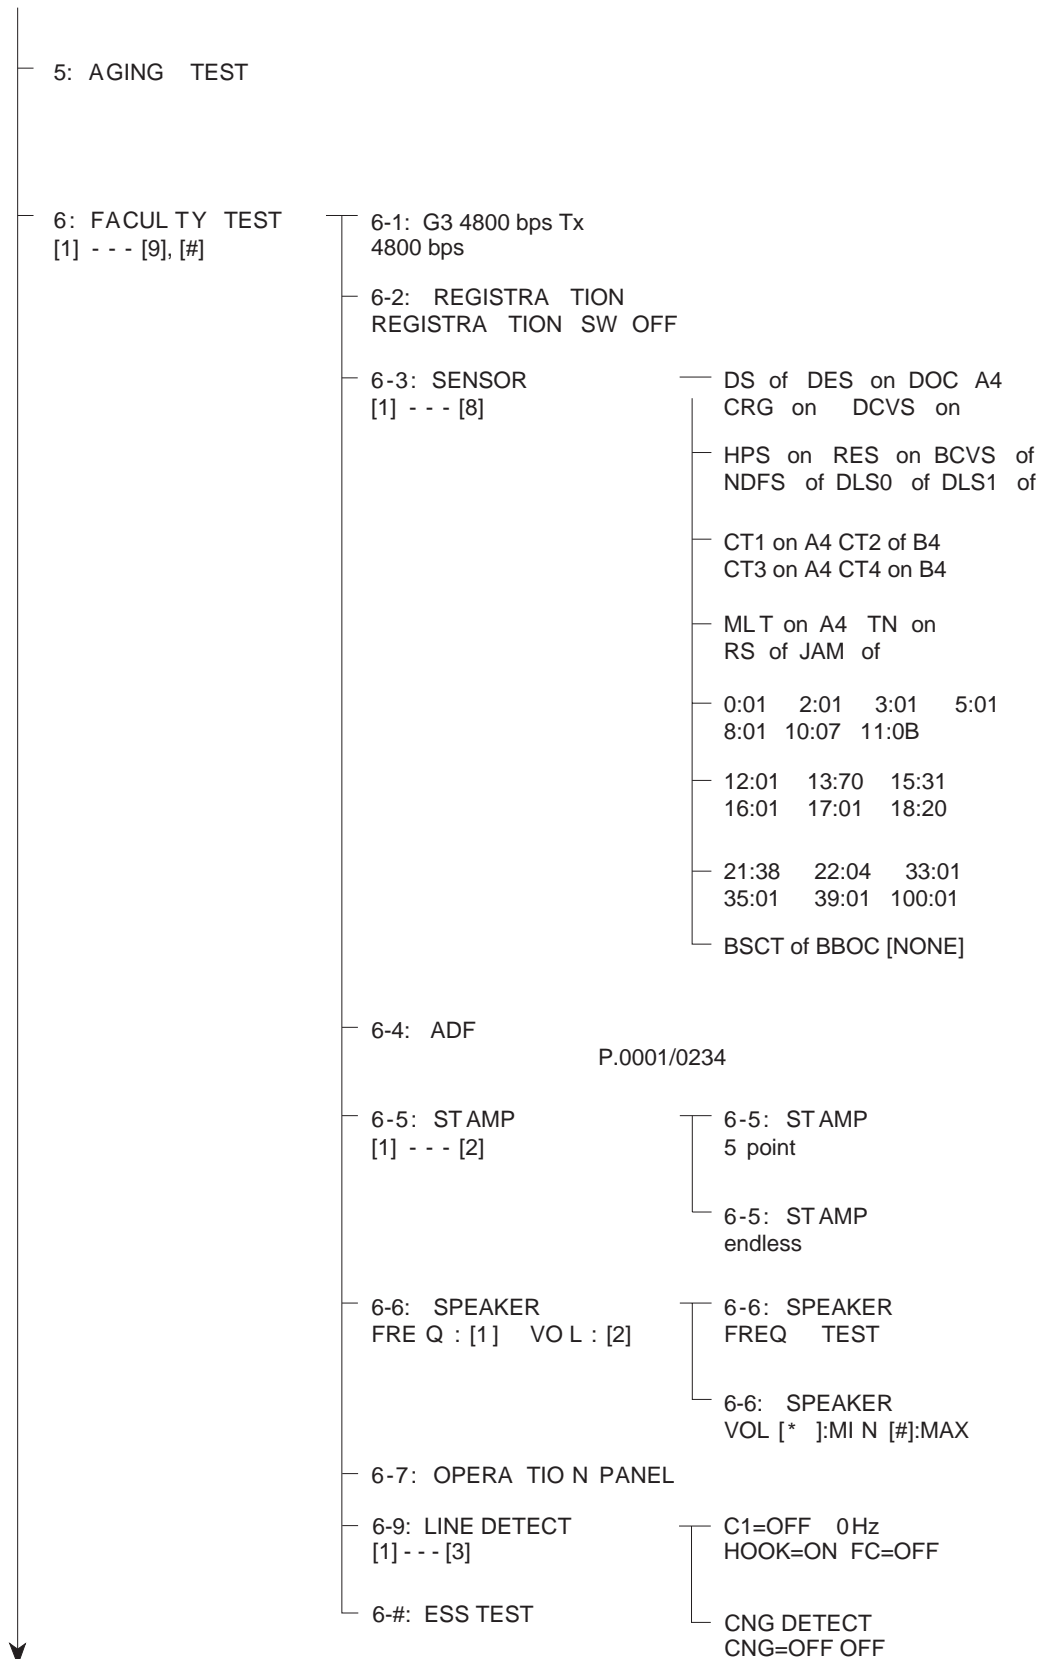 5: AGING TEST
6: FACULTY TEST
[1] - - - [9], [#]
6-1: G3 4800 bps Tx
4800 bps
6-2: REGISTRATION
REGISTRATION SW OFF
6-3: SENSOR
[1] - - - [8]
DS of DES on DOC A4
CRG on DCVS on
HPS on RES on BCVS of
NDFS of DLS0 of DLS1 of
CT1 on A4 CT2 of B4
CT3 on A4 CT4 on B4
MLT on A4 TN on
RS of JAM of
0:01 2:01 3:01 5:01
8:01 10:07 11:0B
12:01 13:70 15:31
16:01 17:01 18:20
21:38 22:04 33:01
35:01 39:01 100:01
BSCT of BBOC [NONE]
6-4: ADF
P.0001/0234
6-5: STAMP
[1] - - - [2]
6-5: STAMP
5 point
6-5: STAMP
endless
6-6: SPEAKER
FREQ : [1] VOL : [2]
6-6: SPEAKER
FREQ TEST
6-6: SPEAKER
VOL [* ]:MIN [#]:MAX
6-7: OPERATION PANEL
6-9: LINE DETECT
[1] - - - [3]
C1=OFF 0Hz
HOOK=ON FC=OFF
6-#: ESS TEST
CNG DETECT
CNG=OFF OFF